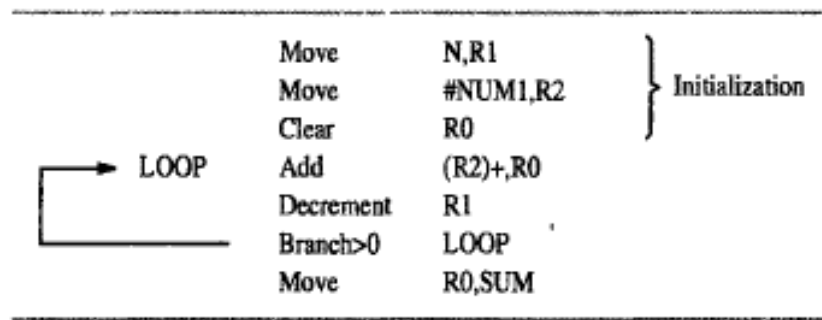 Move N,R1
Move #NUM1,R2
Initialization
Clear R0
LOOP Add (R2)+,R0
Decrement R1
Branch>0 LOOP
Move R0,SUM